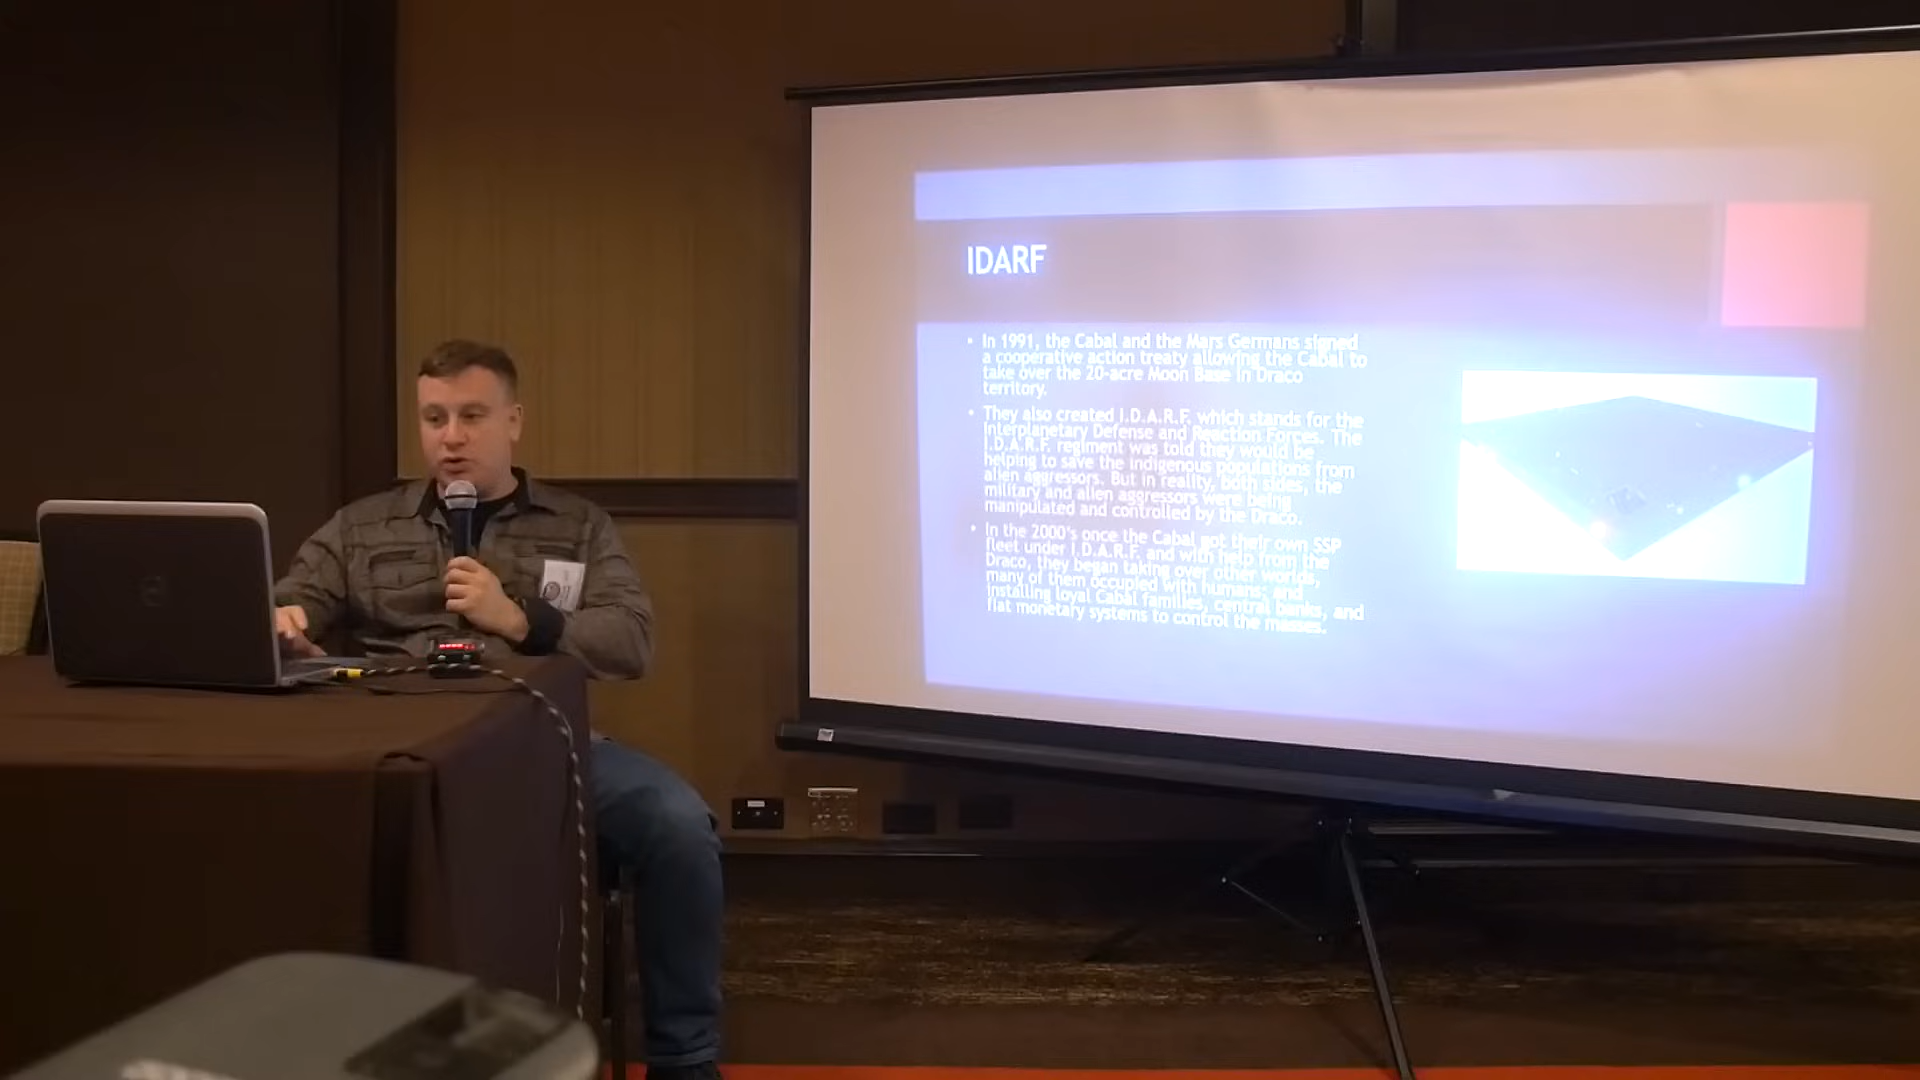 IDARF
• In 1991, the Cabal and the Mars Germans signed
a cooperative action treaty allowing the Cabal to
take over the 20-acre Moon Base in Draco
territory.
• They also created I.D.A.R.F. which stands for the
Interplanetary Defense and Reaction Forces. The
I.D.A.R.F. regiment was told they would be
helping to save the indigenous populations from
alien aggressors. But in reality, both sides, the
military and alien aggressors were being
manipulated and controlled by the Draco.
• In the 2000's once the Cabal got their own SSP
fleet under I.D.A.R.F. and with help from the
Draco, they began taking over other worlds,
many of them occupied with humans; and
installing loyal Cabal families, central banks, and
fiat monetary systems to control the masses.